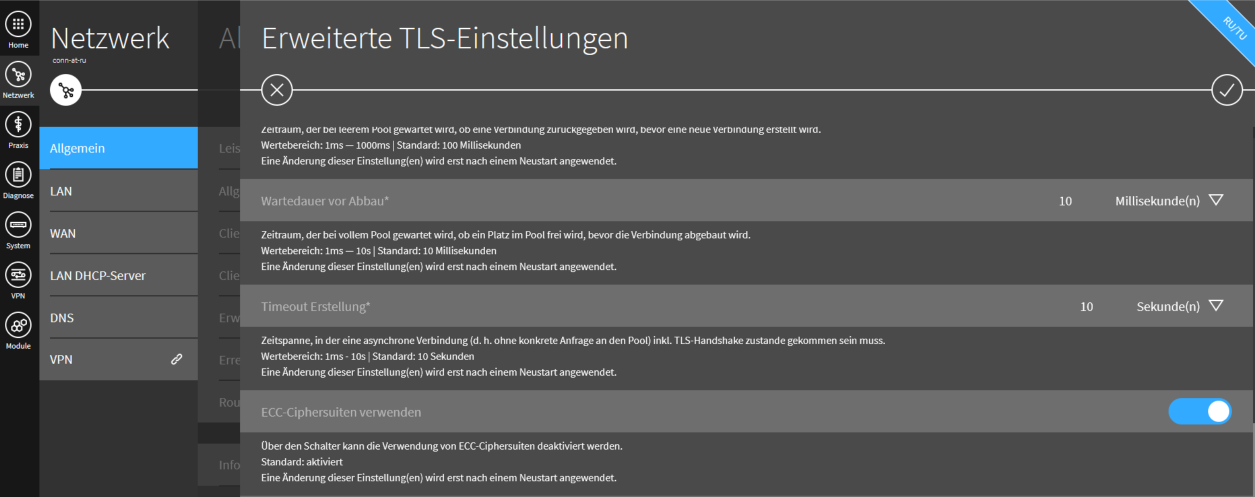 Home
Netzwerk
Praxis
Diagnose
System
VPN
Module
Netzwerk
conn-at-ru
Allgemein
LAN
WAN
LAN DHCP-Server
DNS
VPN
Al
Leis
Allg
Clie
Clie
Erw
Erre
Rou
Info
Erweiterte TLS-Einstellungen
RU/TU
Zeitraum, der bei leerem Pool gewartet wird, ob eine Verbindung zurückgegeben wird, bevor eine neue Verbindung erstellt wird.
Wertebereich: 1ms — 1000ms | Standard: 100 Millisekunden
Eine Änderung dieser Einstellung(en) wird erst nach einem Neustart angewendet.
Wartedauer vor Abbau* 10 Millisekunde(n)
Zeitraum, der bei vollem Pool gewartet wird, ob ein Platz im Pool frei wird, bevor die Verbindung abgebaut wird.
Wertebereich: 1ms — 10s | Standard: 10 Millisekunden
Eine Änderung dieser Einstellung(en) wird erst nach einem Neustart angewendet.
Timeout Erstellung* 10 Sekunde(n)
Zeitspanne, in der eine asynchrone Verbindung (d. h. ohne konkrete Anfrage an den Pool) inkl. TLS-Handshake zustande gekommen sein muss.
Wertebereich: 1ms - 10s | Standard: 10 Sekunden
Eine Änderung dieser Einstellung(en) wird erst nach einem Neustart angewendet.
ECC-Ciphersuiten verwenden
Über den Schalter kann die Verwendung von ECC-Ciphersuiten deaktiviert werden.
Standard: aktiviert
Eine Änderung dieser Einstellung(en) wird erst nach einem Neustart angewendet.